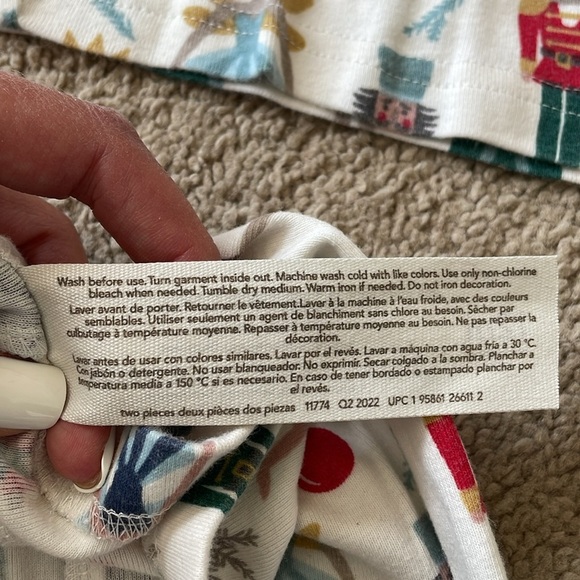 Wash before use. Turn garment inside out. Machine wash cold with like colors. Use only non-chlorine
bleach when needed. Tumble dry medium. Warm iron if needed. Do not iron decoration.
Laver avant de porter. Retourner le vêtement.Laver à la machine à l'eau froide, avec des couleurs
semblables. Utiliser seulement un agent de blanchiment sans chlore au besoin. Sècher par
culbutage à température moyenne. Repasser à température moyenne au besoin. Ne pas repasser la
décoration.
Lavar antes de usar con colores similares. Lavar por el revés. Lavar a máquina con agua fria a 30 °C.
Con jabón o detergente. No usar blanqueador. No exprimir. Secar colgado a la sombra. Planchar a
temperatura media a 150 °C si es necesario. En caso de tener bordado o estampado planchar por
el revés.
two pieces deux pièces dos piezas 11774 Q2 2022 UPC 1 95861 26611 2